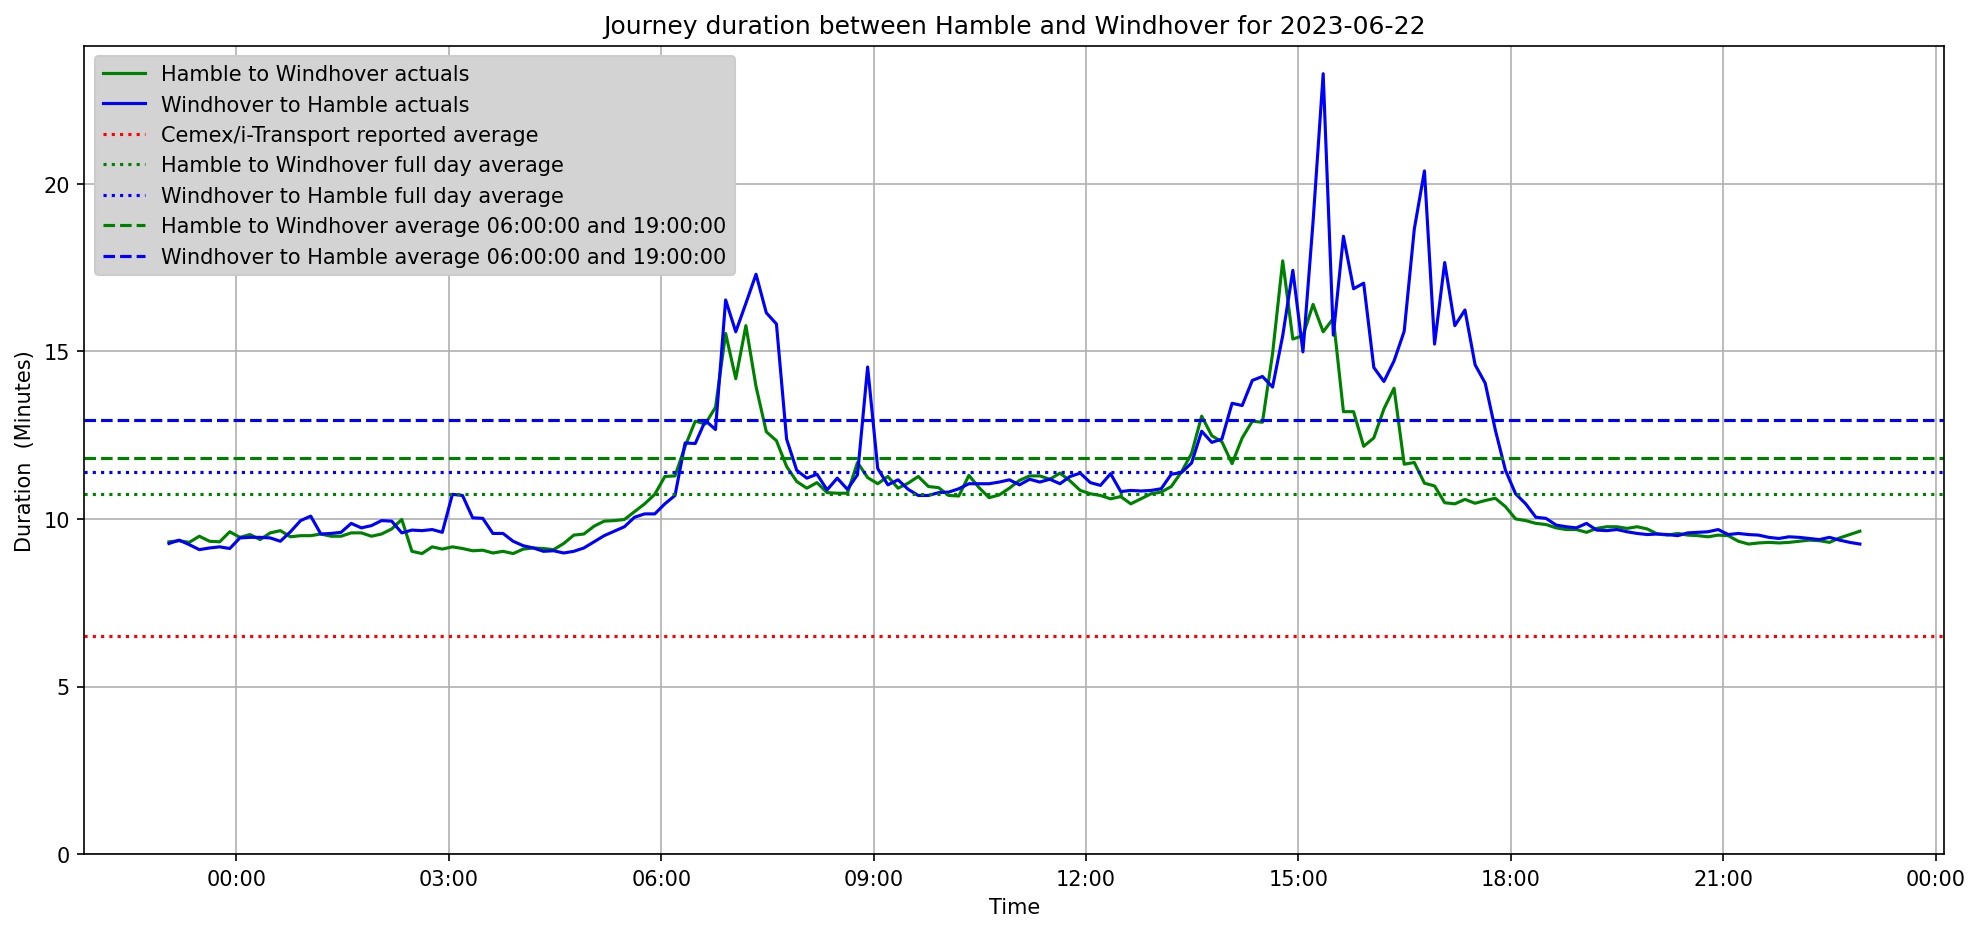 Journey duration between Hamble and Windhover for 2023-06-22
Hamble to Windhover actuals
Windhover to Hamble actuals
Cemex/i-Transport reported average
Hamble to Windhover full day average
Windhover to Hamble full day average
Hamble to Windhover average 06:00:00 and 19:00:00
Windhover to Hamble average 06:00:00 and 19:00:00
Duration  (Minutes)
20
15
10
5
0
00:00 03:00 06:00 09:00 12:00 15:00 18:00 21:00 00:00
Time